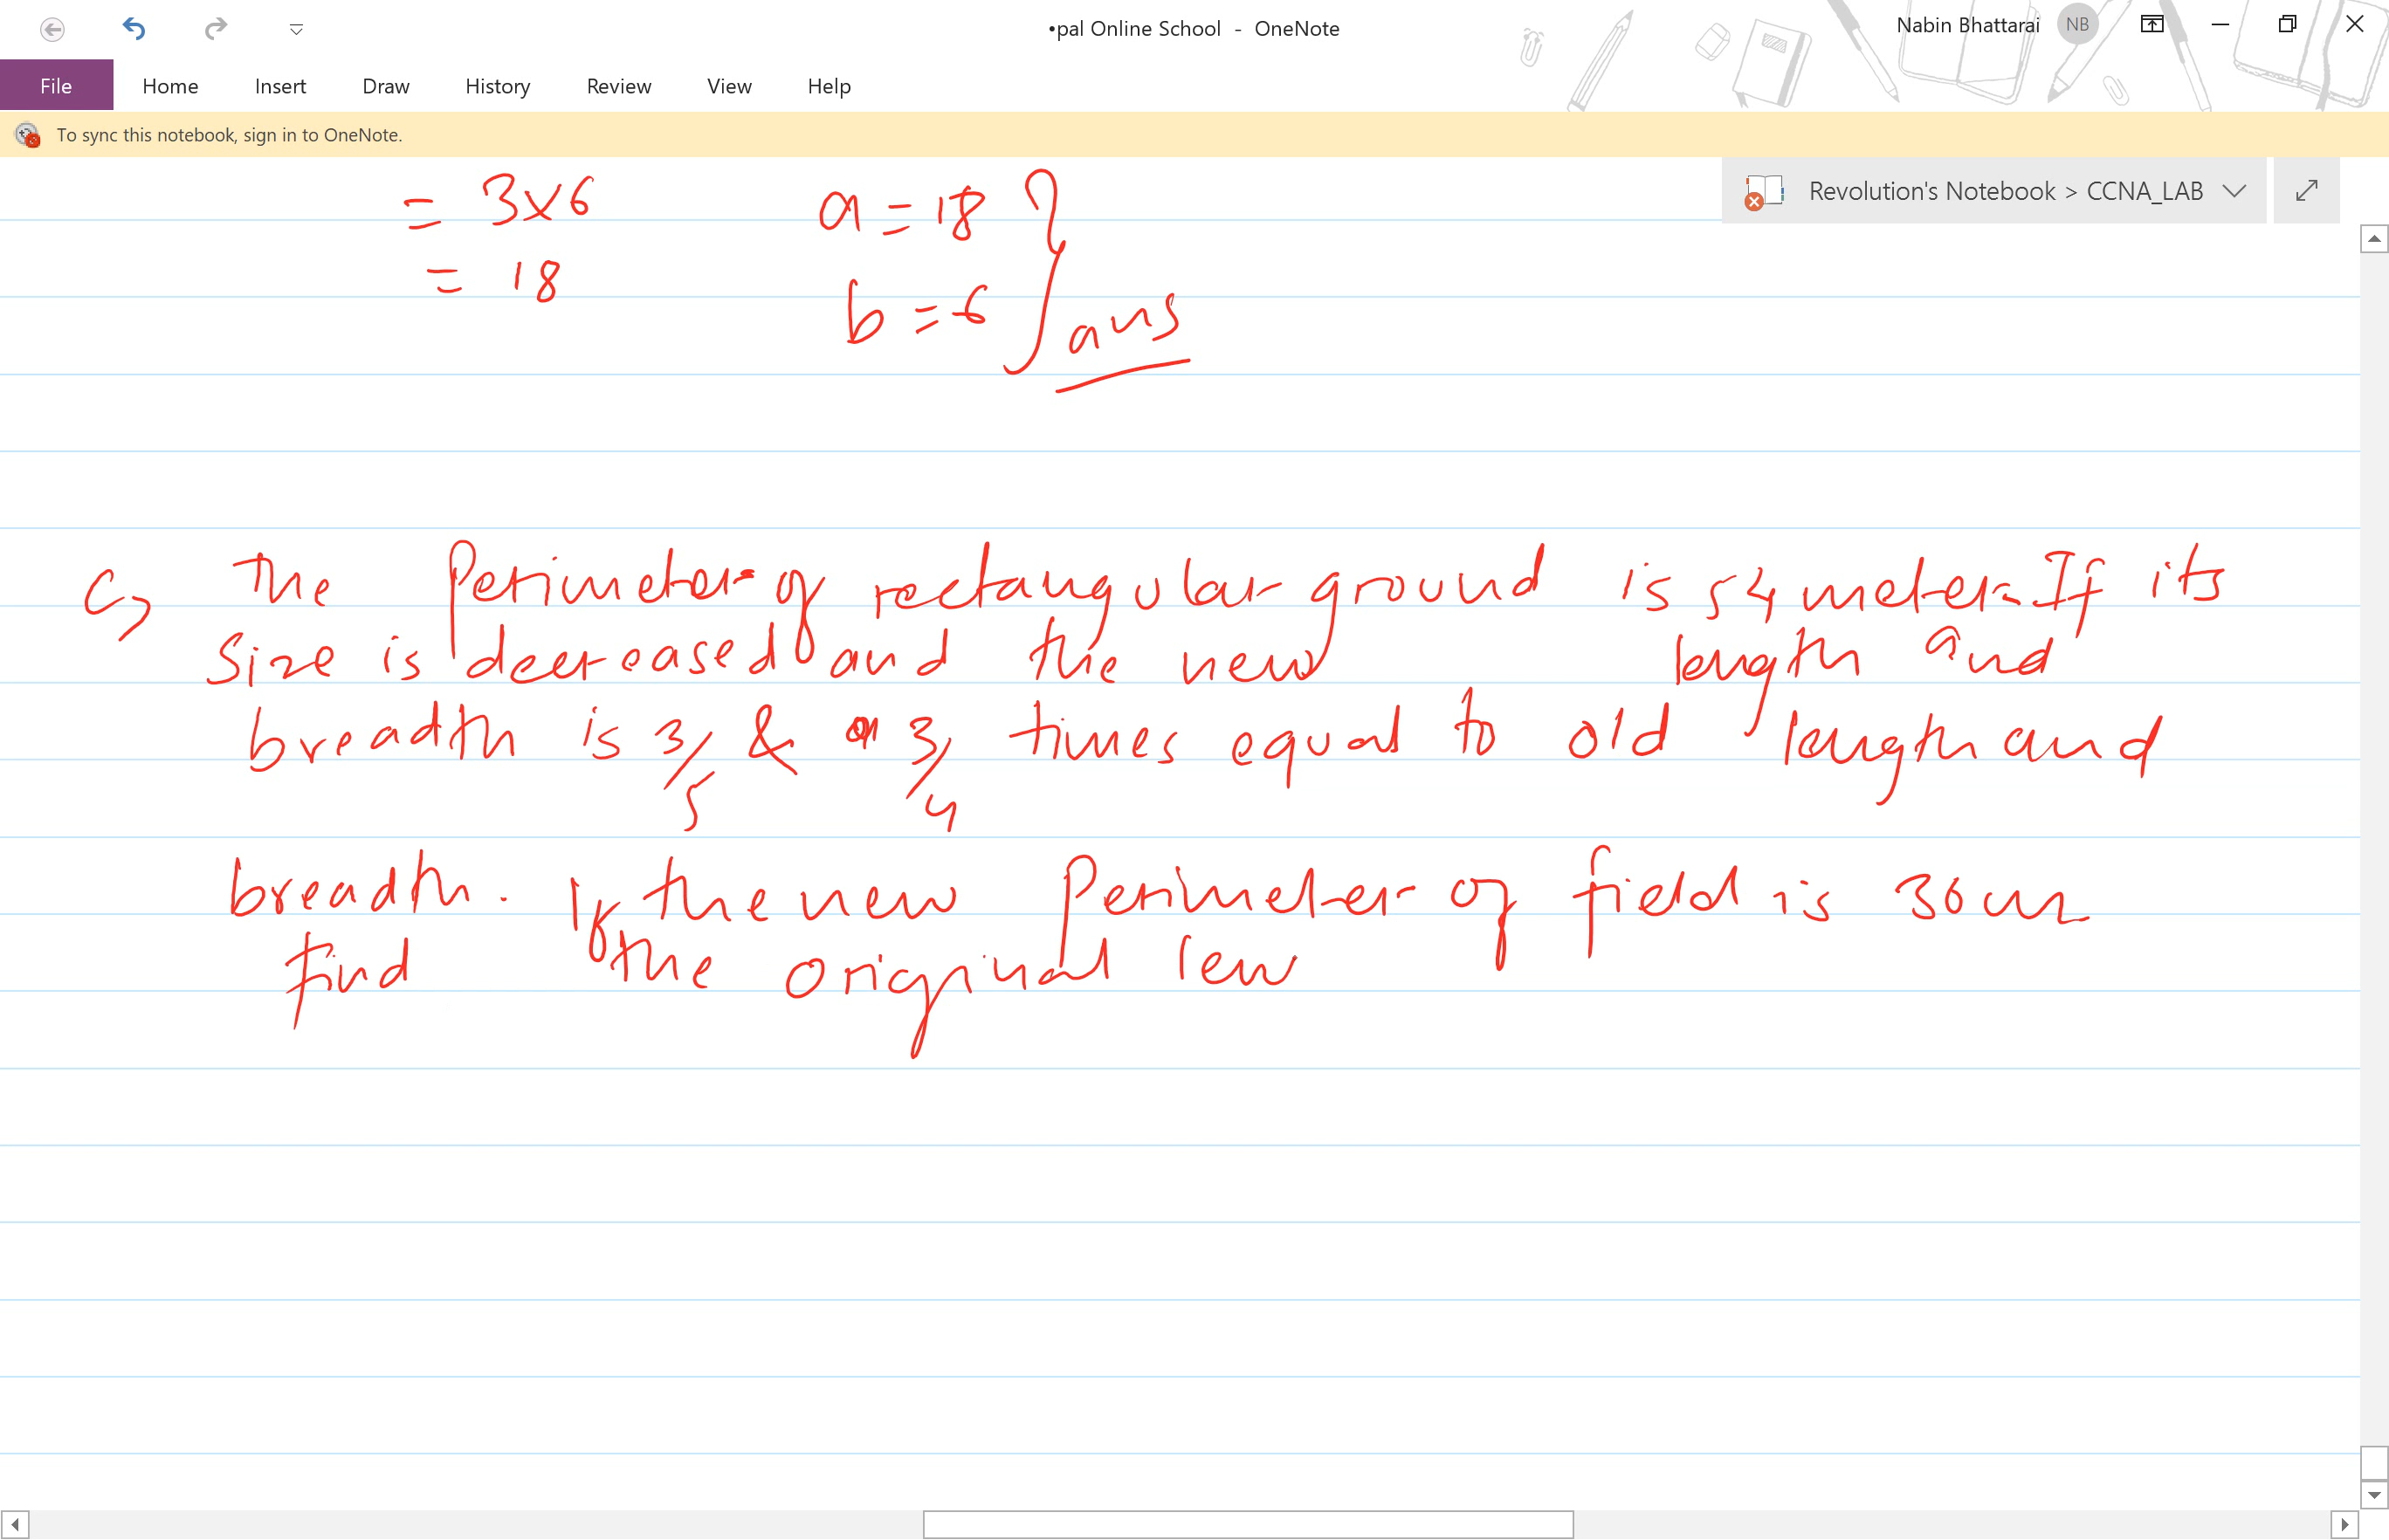 •pal Online School - OneNote
Nabin Bhattarai NB
File Home Insert Draw History Review View Help
To sync this notebook, sign in to OneNote.
Revolution's Notebook > CCNA_LAB
= 3x6 a = 18
= 18 b = 6 } ans
c> The Perimeter of rectangular ground is 54 meter. If its
size is decreased and the new length and
breadth is 3/5 & 3/4 times equal to old length and
breadth. If the new Perimeter of field is 36m
find the original len